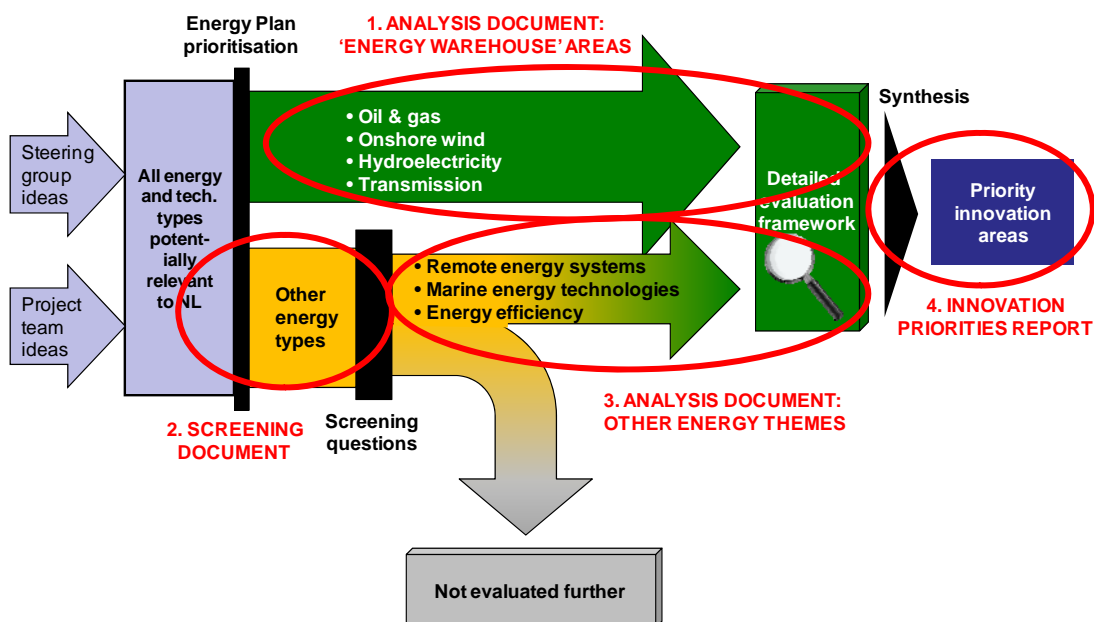 Energy Plan
prioritisation
1. ANALYSIS DOCUMENT:
‘ENERGY WAREHOUSE’ AREAS
Steering
group
ideas
Project
team
ideas
All energy
and tech.
types
potent-
ially
relevant
to NL
• Oil & gas
• Onshore wind
• Hydroelectricity
• Transmission
Other
energy
types
• Remote energy systems
• Marine energy technologies
• Energy efficiency
Detailed
evaluation
framework
Synthesis
Priority
innovation
areas
4. INNOVATION
PRIORITIES REPORT
2. SCREENING
DOCUMENT
Screening
questions
3. ANALYSIS DOCUMENT:
OTHER ENERGY THEMES
Not evaluated further